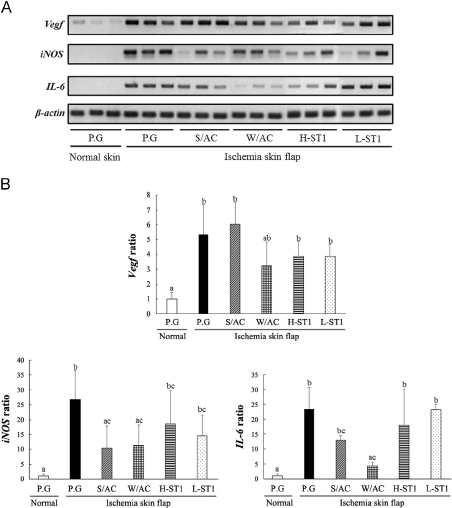 A
Vegf
iNOS
IL-6
β-actin
P.G P.G S/AC W/AC H-ST1 L-ST1
Normal skin Ischemia skin flap
B
Vegf ratio
8
7
6
5
4
3
2
1
0
a b b ab b b
P.G P.G S/AC W/AC H-ST1 L-ST1
Normal Ischemia skin flap
iNOS ratio
40
35
30
25
20
15
10
5
0
a b ac ac bc bc
P.G P.G S/AC W/AC H-ST1 L-ST1
Normal Ischemia skin flap
IL-6 ratio
35
30
25
20
15
10
5
0
a b bc ac b b
P.G P.G S/AC W/AC H-ST1 L-ST1
Normal Ischemia skin flap